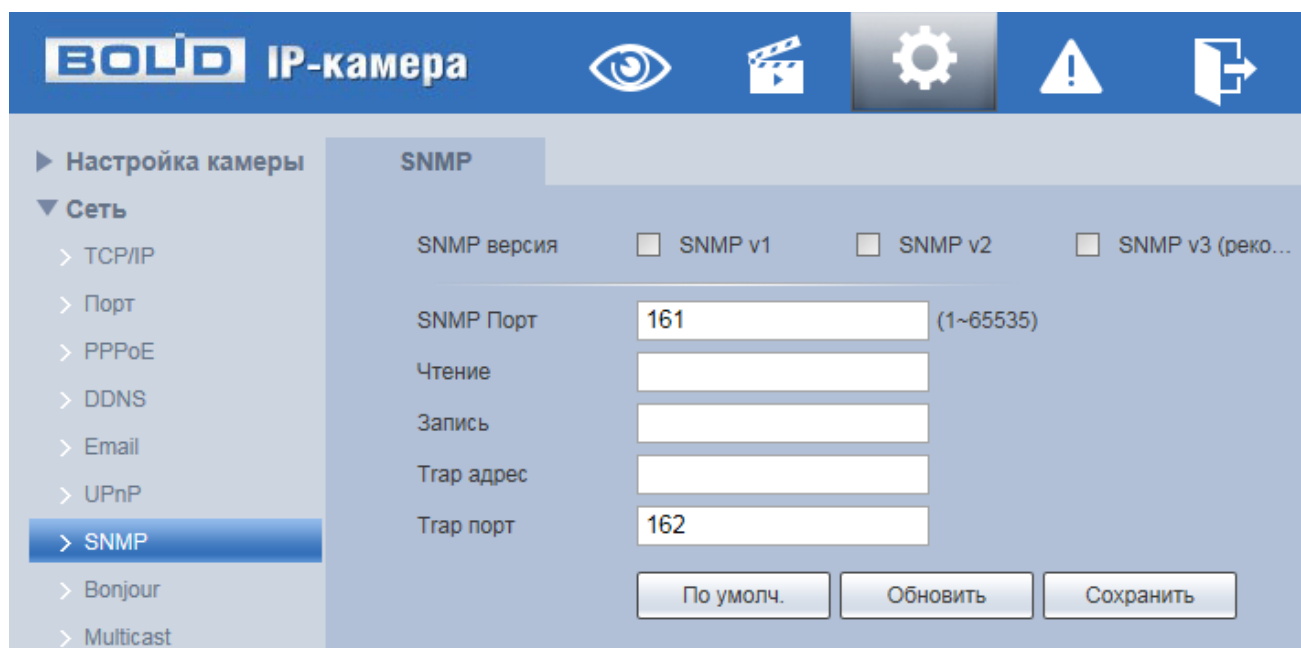 BOLID IP-камера
Настройка камеры
Сеть
TCP/IP
Порт
PPPoE
DDNS
Email
UPnP
SNMP
Bonjour
Multicast
SNMP
SNMP версия SNMP v1 SNMP v2 SNMP v3 (реко...
SNMP Порт 161 (1~65535)
Чтение
Запись
Trap адрес
Trap порт 162
По умолч. Обновить Сохранить